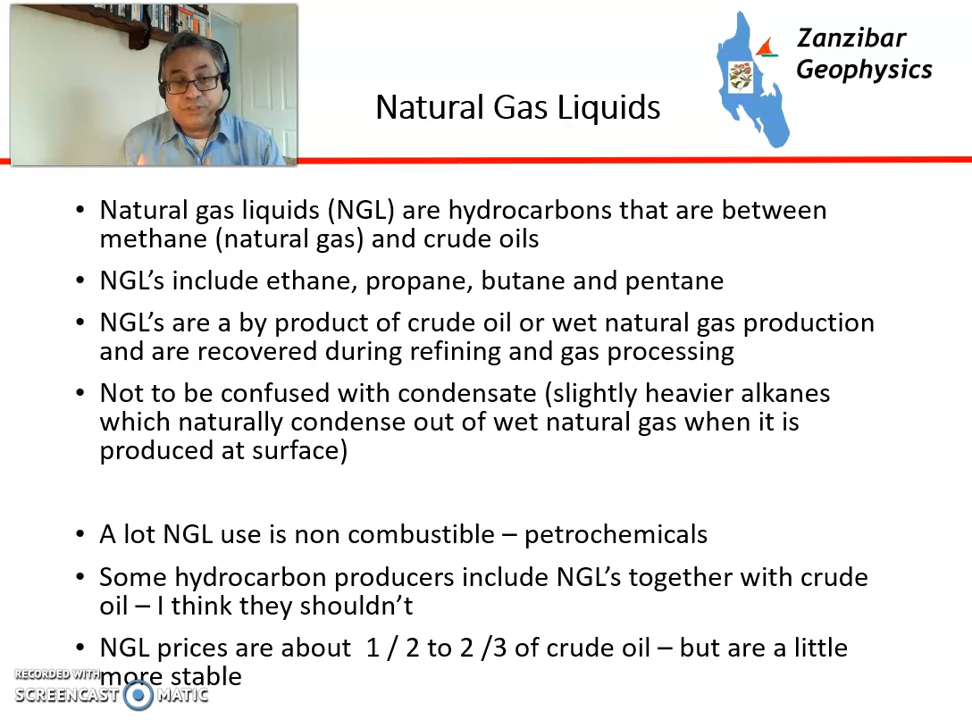 Zanzibar
Geophysics
Natural Gas Liquids
• Natural gas liquids (NGL) are hydrocarbons that are between
methane (natural gas) and crude oils
• NGL’s include ethane, propane, butane and pentane
• NGL’s are a by product of crude oil or wet natural gas production
and are recovered during refining and gas processing
• Not to be confused with condensate (slightly heavier alkanes
which naturally condense out of wet natural gas when it is
produced at surface)
• A lot NGL use is non combustible – petrochemicals
• Some hydrocarbon producers include NGL’s together with crude
oil – I think they shouldn’t
• NGL prices are about 1 / 2 to 2 /3 of crude oil – but are a little
more stable
RECORDED WITH
SCREENCAST MATIC